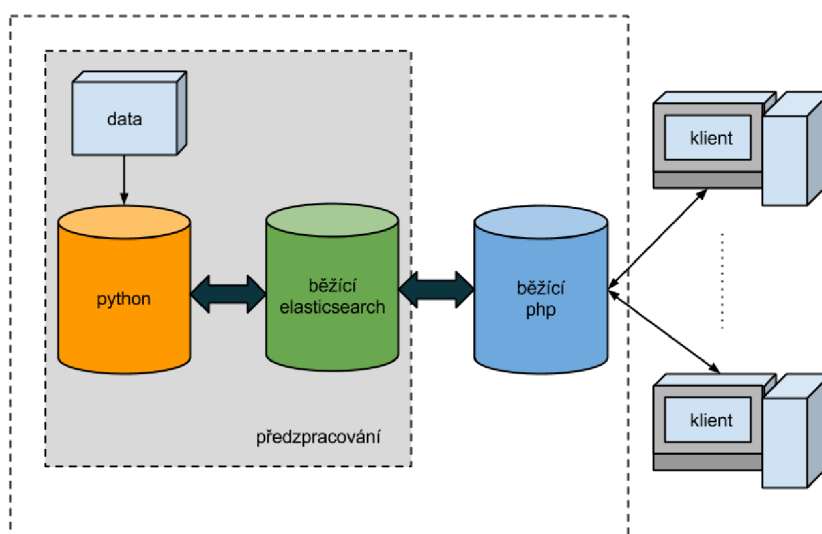 data
python
běžící
elasticsearch
běžící
php
předzpracování
klient
klient